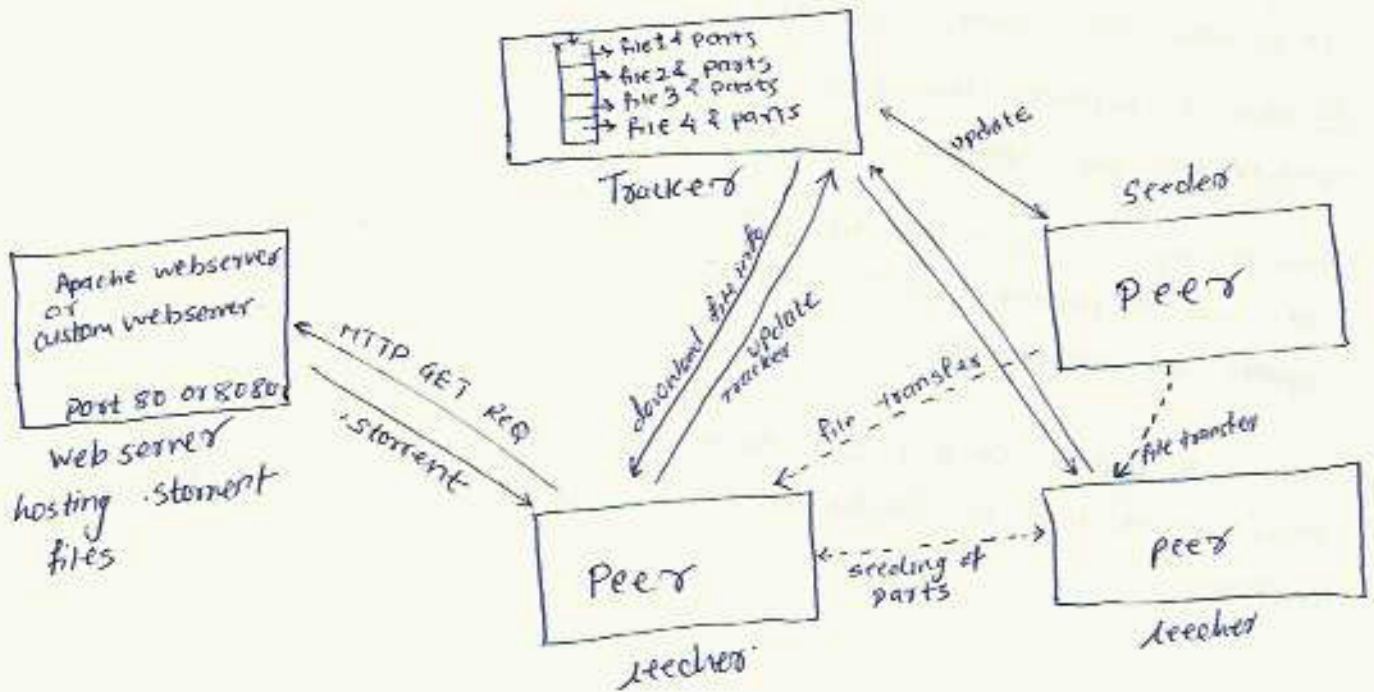 → file 1 & parts
→ file 2 & parts
→ file 3 & parts
→ file 4 & parts
Tracker
update
Seeder
Peer
Apache webserver
or
custom webserver
Port 80 or 8080
web server
hosting .storrent
files
HTTP GET REQ
.storrent
download file info
update
tracker
file transfer
file transfer
Peer
leecher
seeding of
parts
peer
leecher